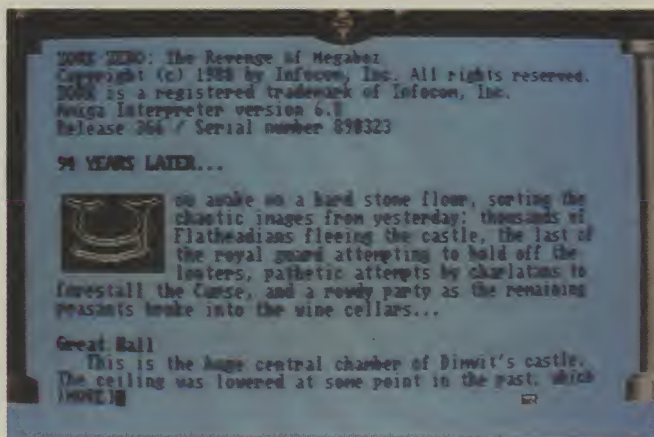 ZORK ZERO: The Revenge of Megaboz
Copyright (c) 1988 by Infocom, Inc. All rights reserved.
ZORK is a registered trademark of Infocom, Inc.
Amiga Interpreter version 6.1
Release 366 / Serial number 890323
94 YEARS LATER...
ou awake on a hard stone floor, sorting the
chaotic images from yesterday: thousands of
Flatheadians fleeing the castle, the last of
the royal guard attempting to hold off the
looters, pathetic attempts by charlatans to
forestall the Curse, and a rowdy party as the remaining
peasants broke into the wine cellars...
Great Hall
This is the huge central chamber of Dimwit's castle.
The ceiling was lowered at some point in the past, which
[MORE]